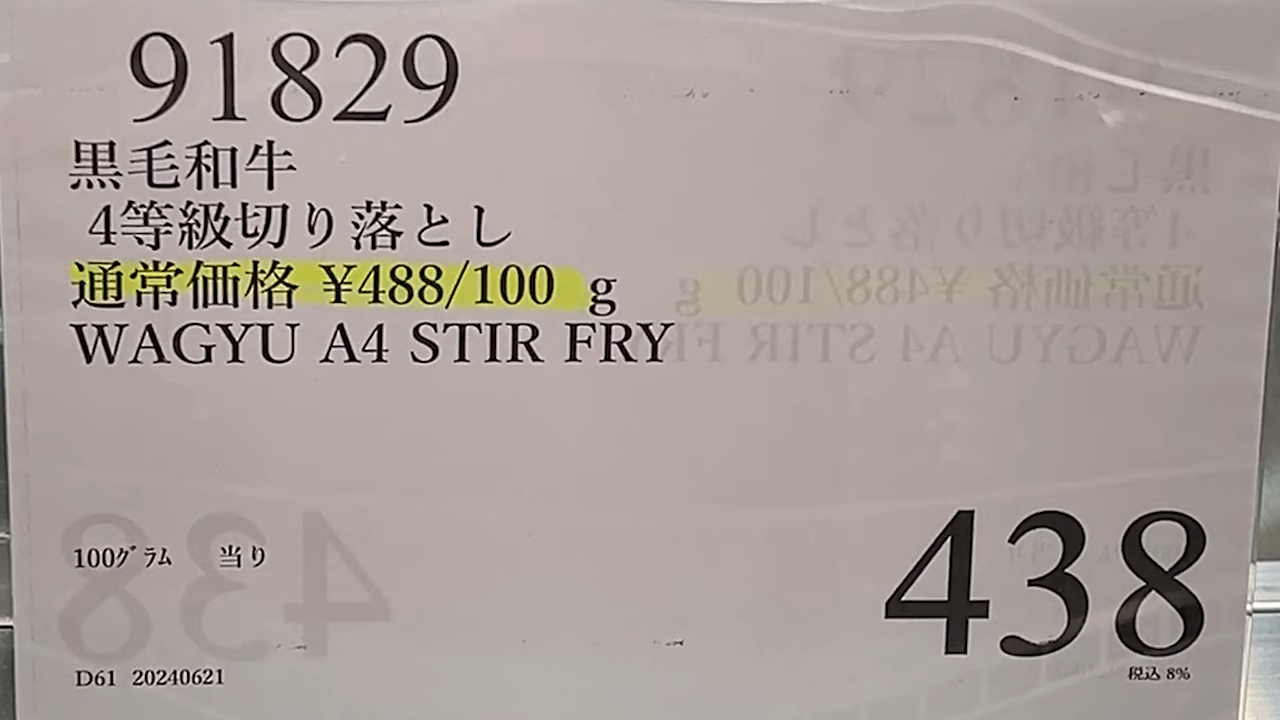 91829
黒毛和牛
4等級切り落とし
通常価格 ¥488/100 g
WAGYU A4 STIR FRY
100グラム 当り
438
税込 8%
D61 20240621